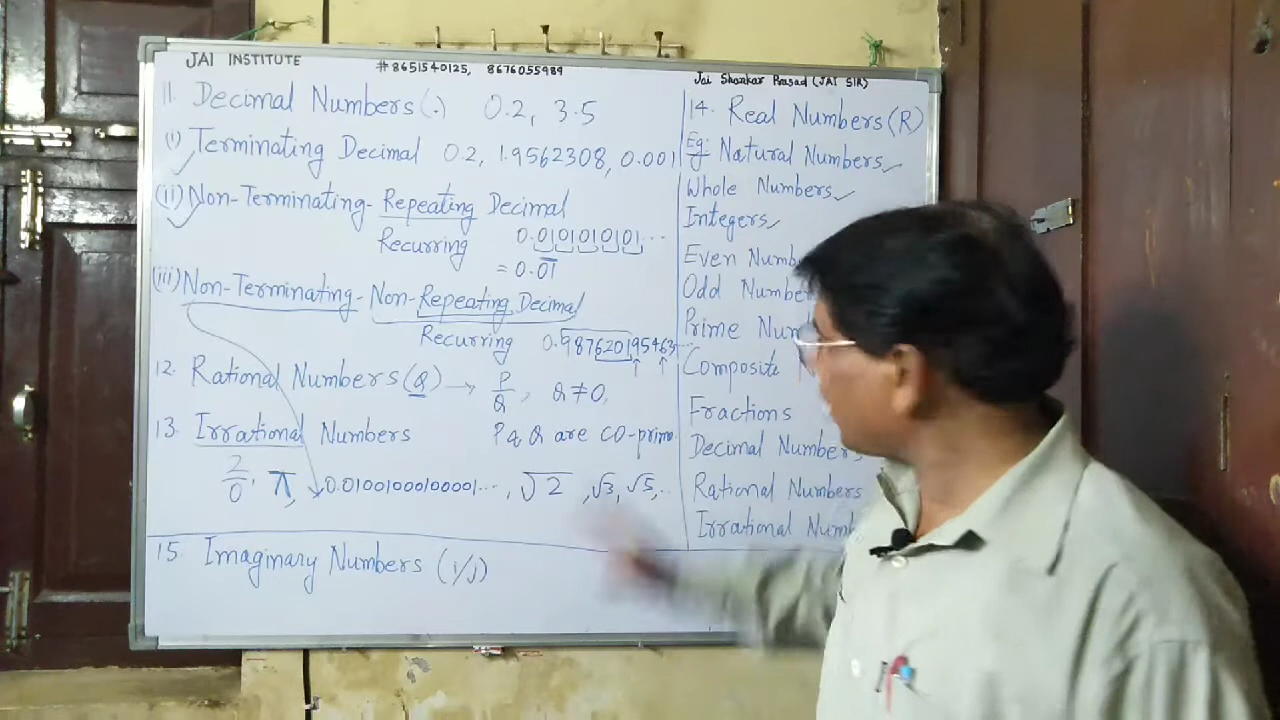 JAI INSTITUTE #8651540125, 8676055989 Jai Shankar Prasad (JAI SIR)
11. Decimal Numbers (.) 0.2, 3.5
(i) Terminating Decimal 0.2, 1.9562308, 0.001
(ii) Non-Terminating-Repeating Decimal
Recurring 0.0101010101...
= 0.01̅
(iii) Non-Terminating-Non-Repeating Decimal
Recurring 0.987620195463...
12. Rational Numbers (Q) → P/Q, Q≠0,
13. Irrational Numbers P & Q are co-prime
2/0, π, 0.0100100010001..., √2, √3, √5,..
14. Real Numbers (R)
Eg: Natural Numbers ✓
Whole Numbers ✓
Integers ✓
Even Numb
Odd Number
Prime Num
Composite
Fractions
Decimal Numbers
Rational Numbers
Irrational Numb
15. Imaginary Numbers (i/j)